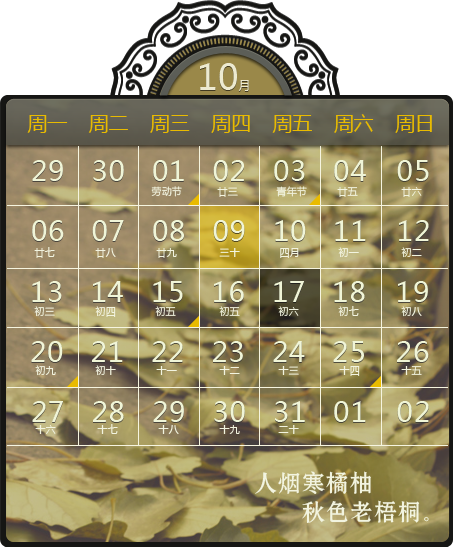 10月
周一 周二 周三 周四 周五 周六 周日
29 30 01 02 03 04 05
劳动节 廿三 青年节 廿五 廿六
06 07 08 09 10 11 12
廿七 廿八 廿九 三十 四月 初一 初二
13 14 15 16 17 18 19
初三 初四 初五 初五 初六 初七 初八
20 21 22 23 24 25 26
初九 初十 十一 十二 十三 十四 十五
27 28 29 30 31 01 02
十六 十七 十八 十九 二十
人烟寒橘柚
秋色老梧桐。